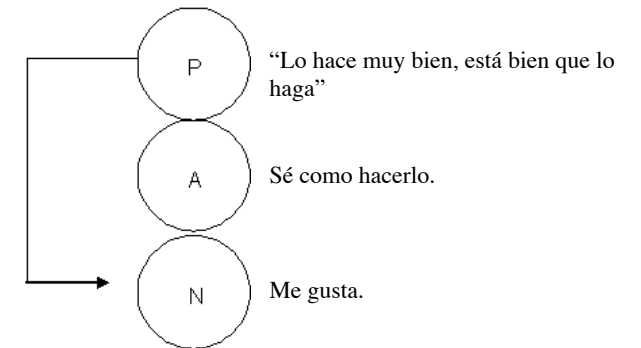 P
“Lo hace muy bien, está bien que lo
haga”
A
Sé como hacerlo.
N
Me gusta.